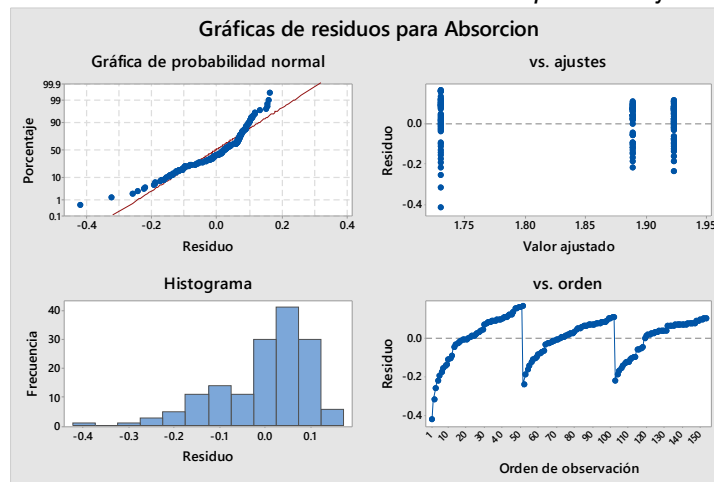 Gráficas de residuos para Absorcion
Gráfica de probabilidad normal
99.9
99
90
50
10
1
0.1
Porcentaje
-0.4 -0.2 0.0 0.2 0.4
Residuo
vs. ajustes
0.0
-0.2
-0.4
Residuo
1.75 1.80 1.85 1.90 1.95
Valor ajustado
Histograma
40
30
20
10
0
Frecuencia
-0.4 -0.3 -0.2 -0.1 0.0 0.1
Residuo
vs. orden
0.0
-0.2
-0.4
Residuo
1 10 20 30 40 50 60 70 80 90 100 110 120 130 140 150
Orden de observación